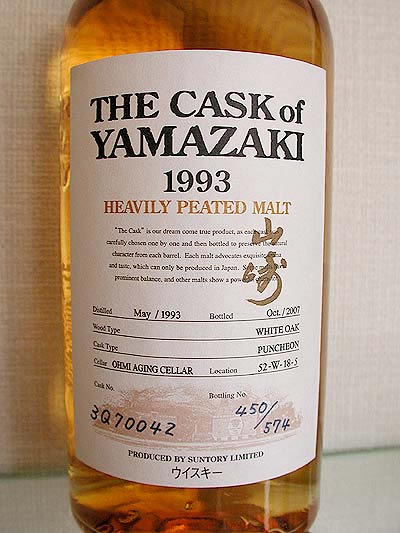 THE CASK of
YAMAZAKI
1993
HEAVILY PEATED MALT
"The Cask" is our dream come true product, as each cask
carefully chosen one by one and then bottled to preserve the natural
character from each barrel. Each malt advocates exquisite
and taste, which can only be produced in Japan. Some
prominent balance, and other malts show a
山崎
Distilled May / 1993 Bottled Oct. / 2007
Wood Type WHITE OAK
Cask Type PUNCHEON
Cellar OHMI AGING CELLAR Location 52-W-18-5
Cask No. Bottling No.
3Q70042 450/574
PRODUCED BY SUNTORY LIMITED
ウイスキー